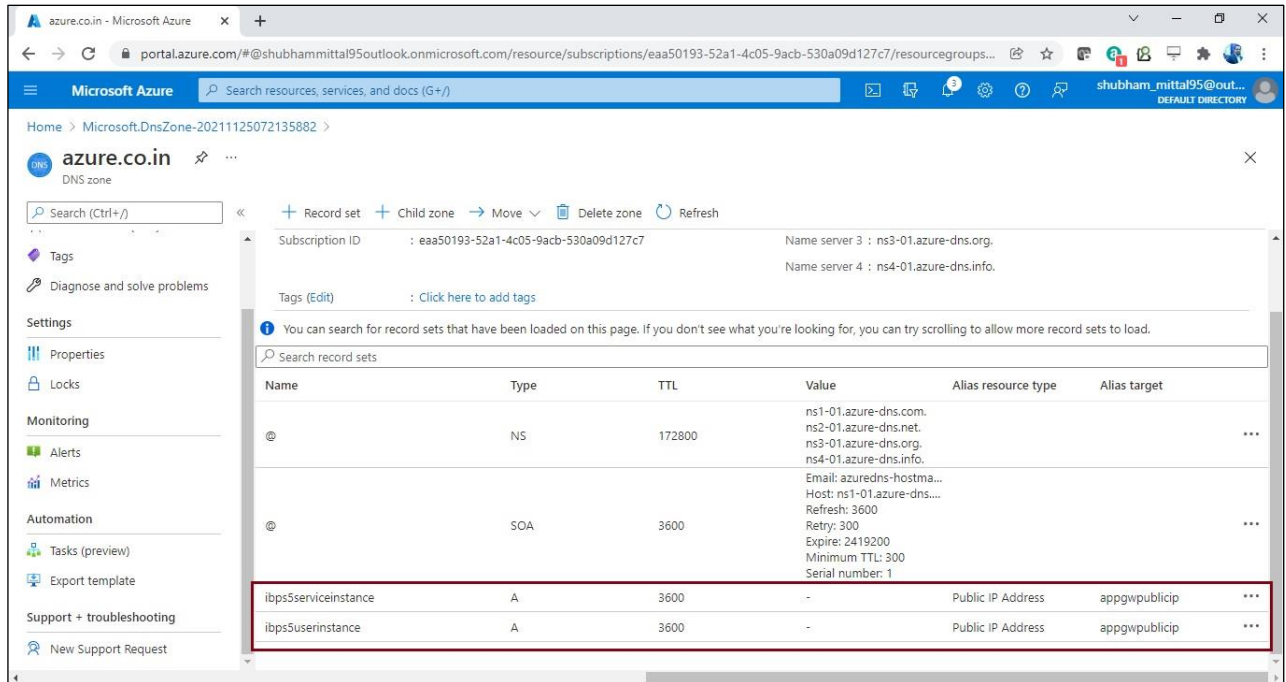 azure.co.in - Microsoft Azure
portal.azure.com/#@shubhammittal95outlook.onmicrosoft.com/resource/subscriptions/eaa50193-52a1-4c05-9acb-530a09d127c7/resourcegroups...
Microsoft Azure
Search resources, services, and docs (G+/)
3
shubham_mittal95@out...
DEFAULT DIRECTORY
Home > Microsoft.DnsZone-20211125072135882 >
DNS
azure.co.in
...
DNS zone
Search (Ctrl+/)
«
Record set
Child zone
Move
Delete zone
Refresh
Tags
Diagnose and solve problems
Settings
Properties
Locks
Monitoring
Alerts
Metrics
Automation
Tasks (preview)
Export template
Support + troubleshooting
New Support Request
Subscription ID : eaa50193-52a1-4c05-9acb-530a09d127c7
Name server 3 : ns3-01.azure-dns.org.
Name server 4 : ns4-01.azure-dns.info.
Tags (Edit) : Click here to add tags
You can search for record sets that have been loaded on this page. If you don't see what you're looking for, you can try scrolling to allow more record sets to load.
Search record sets
Name Type TTL Value Alias resource type Alias target
@ NS 172800
ns1-01.azure-dns.com.
ns2-01.azure-dns.net.
ns3-01.azure-dns.org.
ns4-01.azure-dns.info.
@ SOA 3600
Email: azuredns-hostma...
Host: ns1-01.azure-dns....
Refresh: 3600
Retry: 300
Expire: 2419200
Minimum TTL: 300
Serial number: 1
ibps5serviceinstance A 3600 - Public IP Address appgwpublicip
ibps5userinstance A 3600 - Public IP Address appgwpublicip